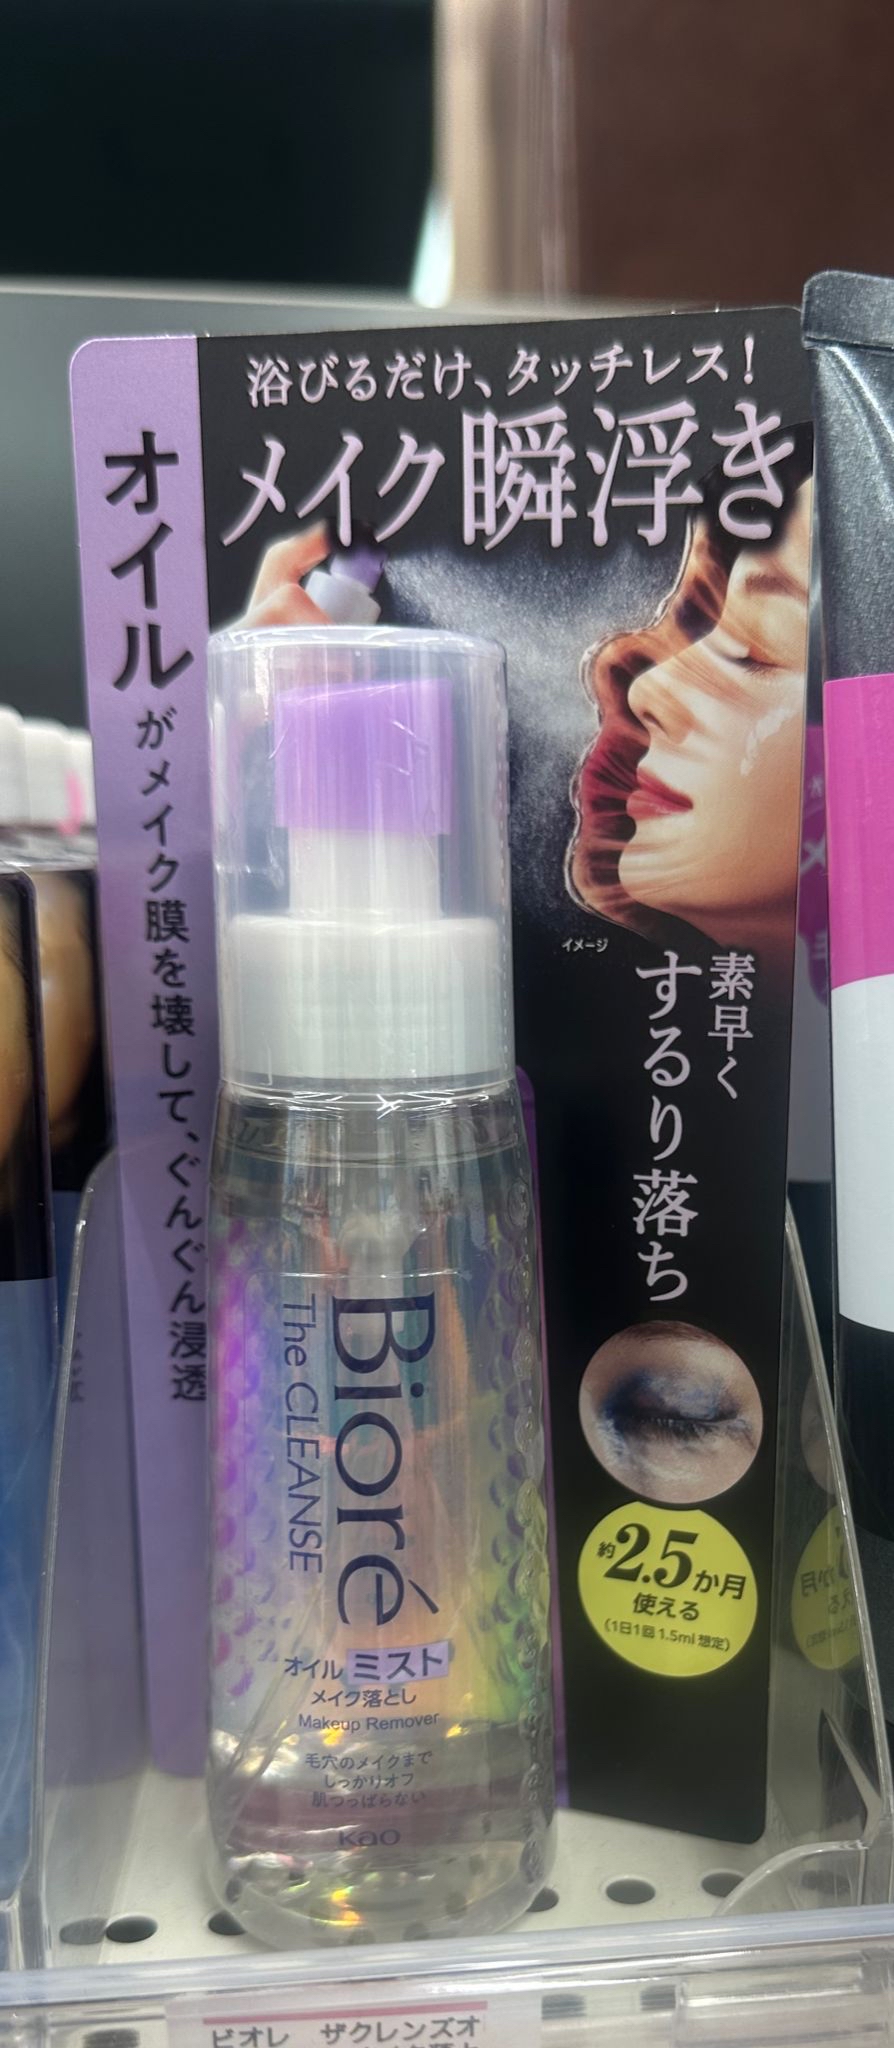 浴びるだけ、タッチレス!
メイク瞬浮き
オイルがメイク膜を壊して、ぐんぐん浸透
イメージ
素早く
するり落ち
約2.5か月
使える
(1日1回 1.5ml 想定)
Bioré
The CLEANSE
オイル ミスト
メイク落とし
Makeup Remover
毛穴のメイクまで
しっかりオフ
肌つっぱらない
Kao
ビオレ ザクレンズオ